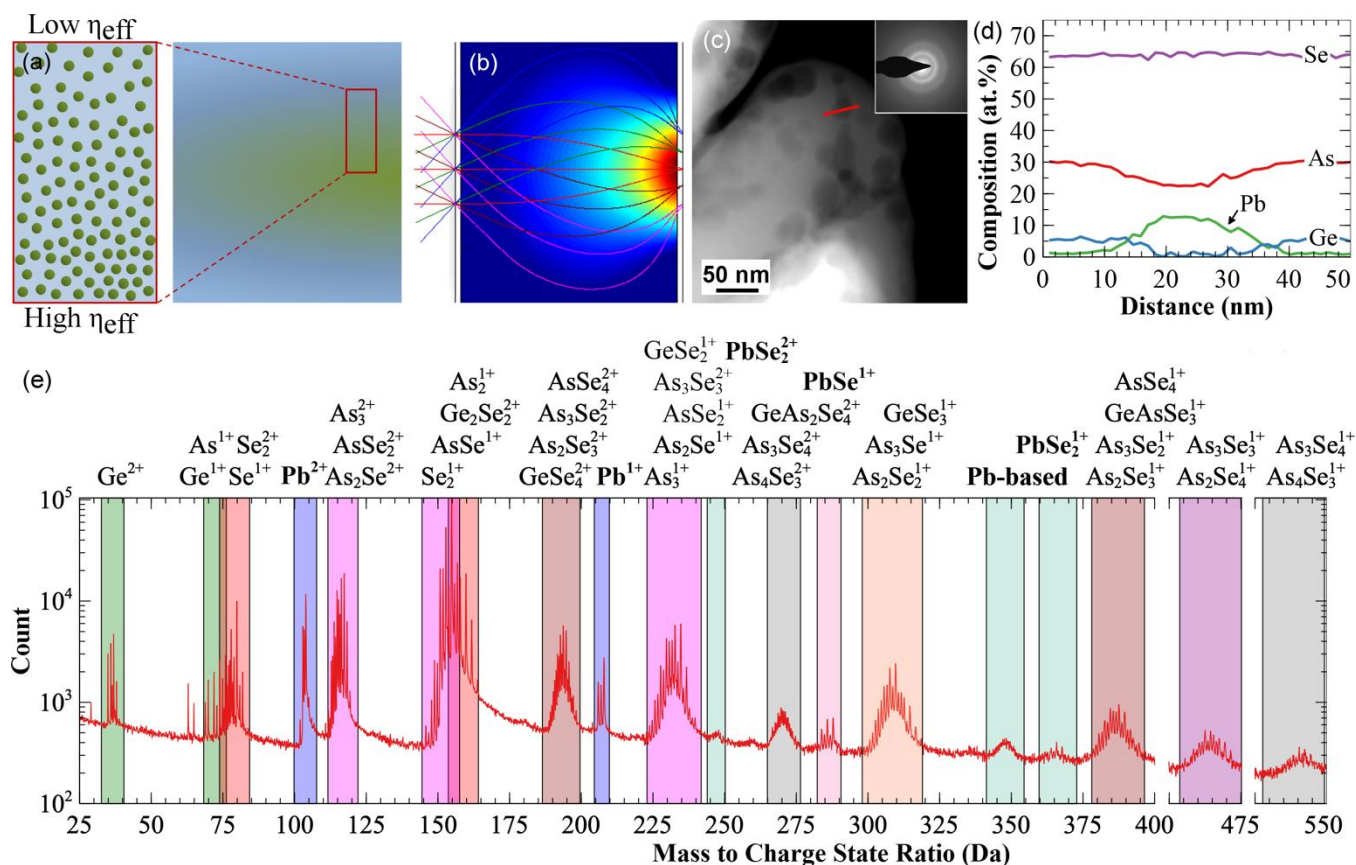 Low ηeff
(a)
High ηeff
(b)
(c)
50 nm
(d)
Composition (at.%)
70
60
50
40
30
20
10
0
Se
As
Pb
Ge
0 10 20 30 40 50
Distance (nm)
(e)
GeSe₂¹⁺ PbSe₂²⁺
As₂¹⁺ AsSe₄²⁺ As₃Se₃²⁺ PbSe¹⁺ AsSe₄¹⁺
As₃²⁺ Ge₂Se₂²⁺ As₃Se₂²⁺ AsSe₂¹⁺ GeAs₂Se₄²⁺ GeSe₃¹⁺ GeAsSe₃¹⁺
As¹⁺Se₂²⁺ AsSe₂²⁺ AsSe¹⁺ As₂Se₃²⁺ As₂Se¹⁺ As₃Se₄²⁺ As₃Se¹⁺ PbSe₂¹⁺ As₃Se₂¹⁺ As₃Se₃¹⁺ As₃Se₄¹⁺
Ge²⁺ Ge¹⁺Se¹⁺ Pb²⁺ As₂Se²⁺ Se₂¹⁺ GeSe₄²⁺ Pb¹⁺ As₃¹⁺ As₄Se₃²⁺ As₂Se₂¹⁺ Pb-based As₂Se₃¹⁺ As₂Se₄¹⁺ As₄Se₃¹⁺
Count
10⁵
10⁴
10³
10²
25 50 75 100 125 150 175 200 225 250 275 300 325 350 375 400 475 550
Mass to Charge State Ratio (Da)